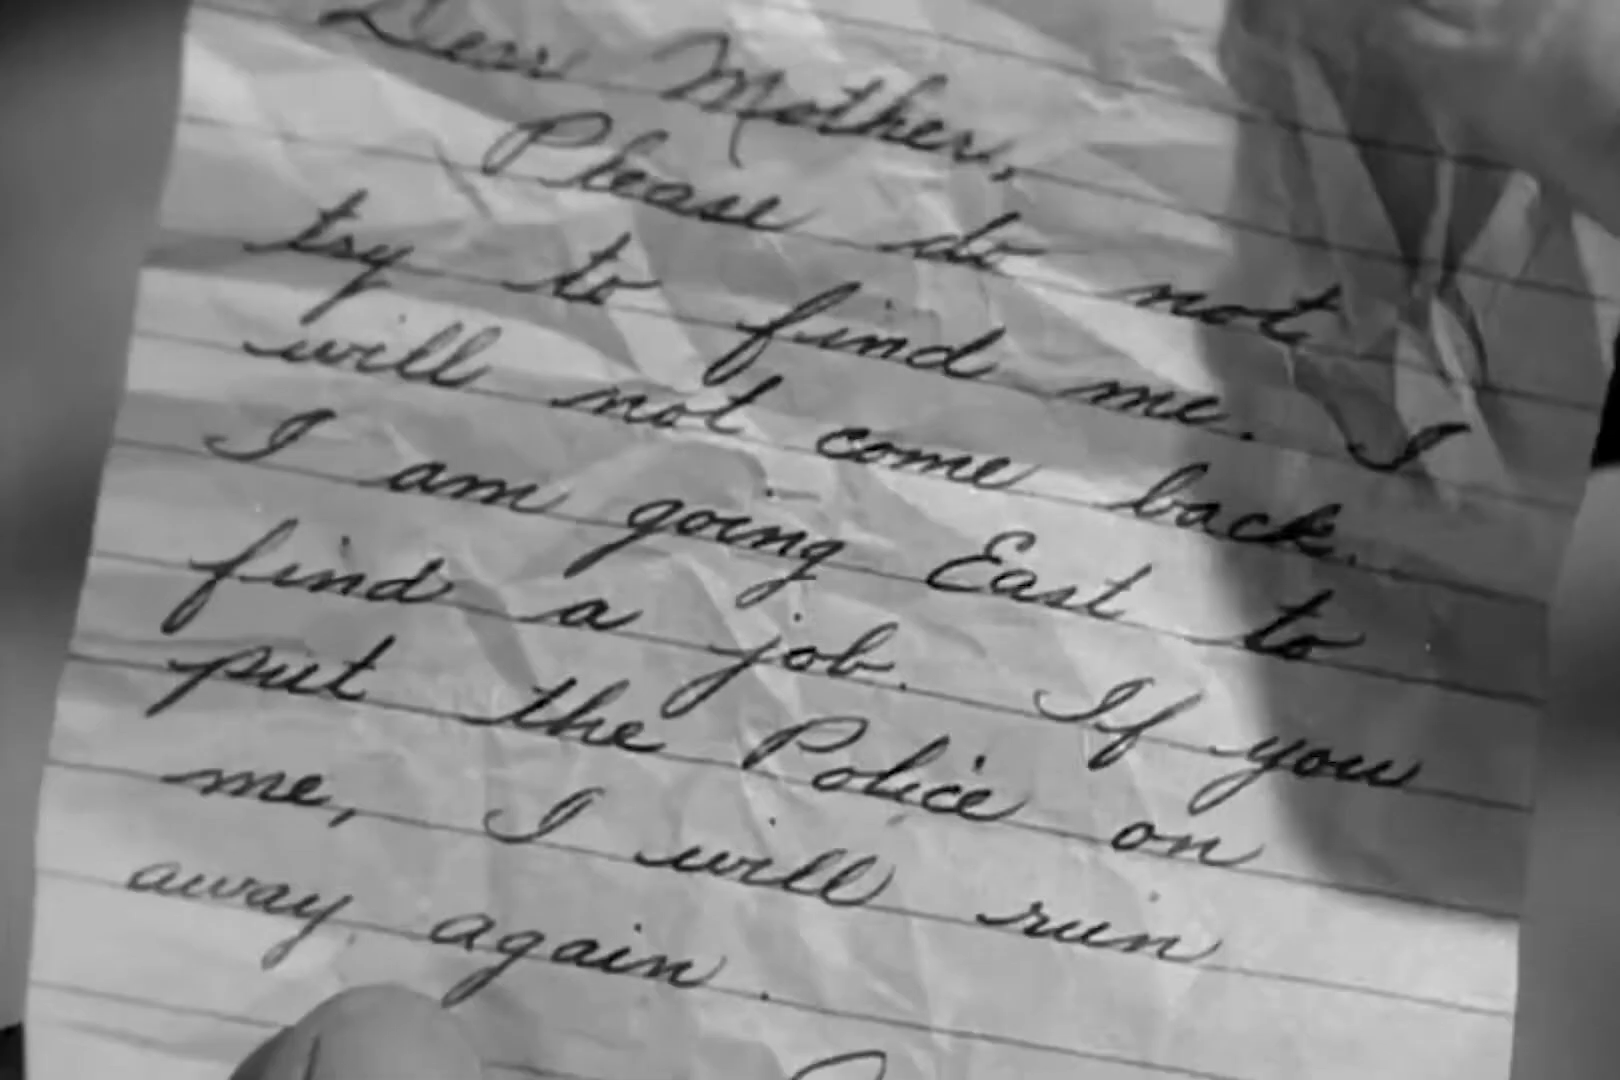 Dear Mother,
Please do not
try to find me. I
will not come back.
I am going East to
find a job. If you
put the Police on
me, I will run
away again.